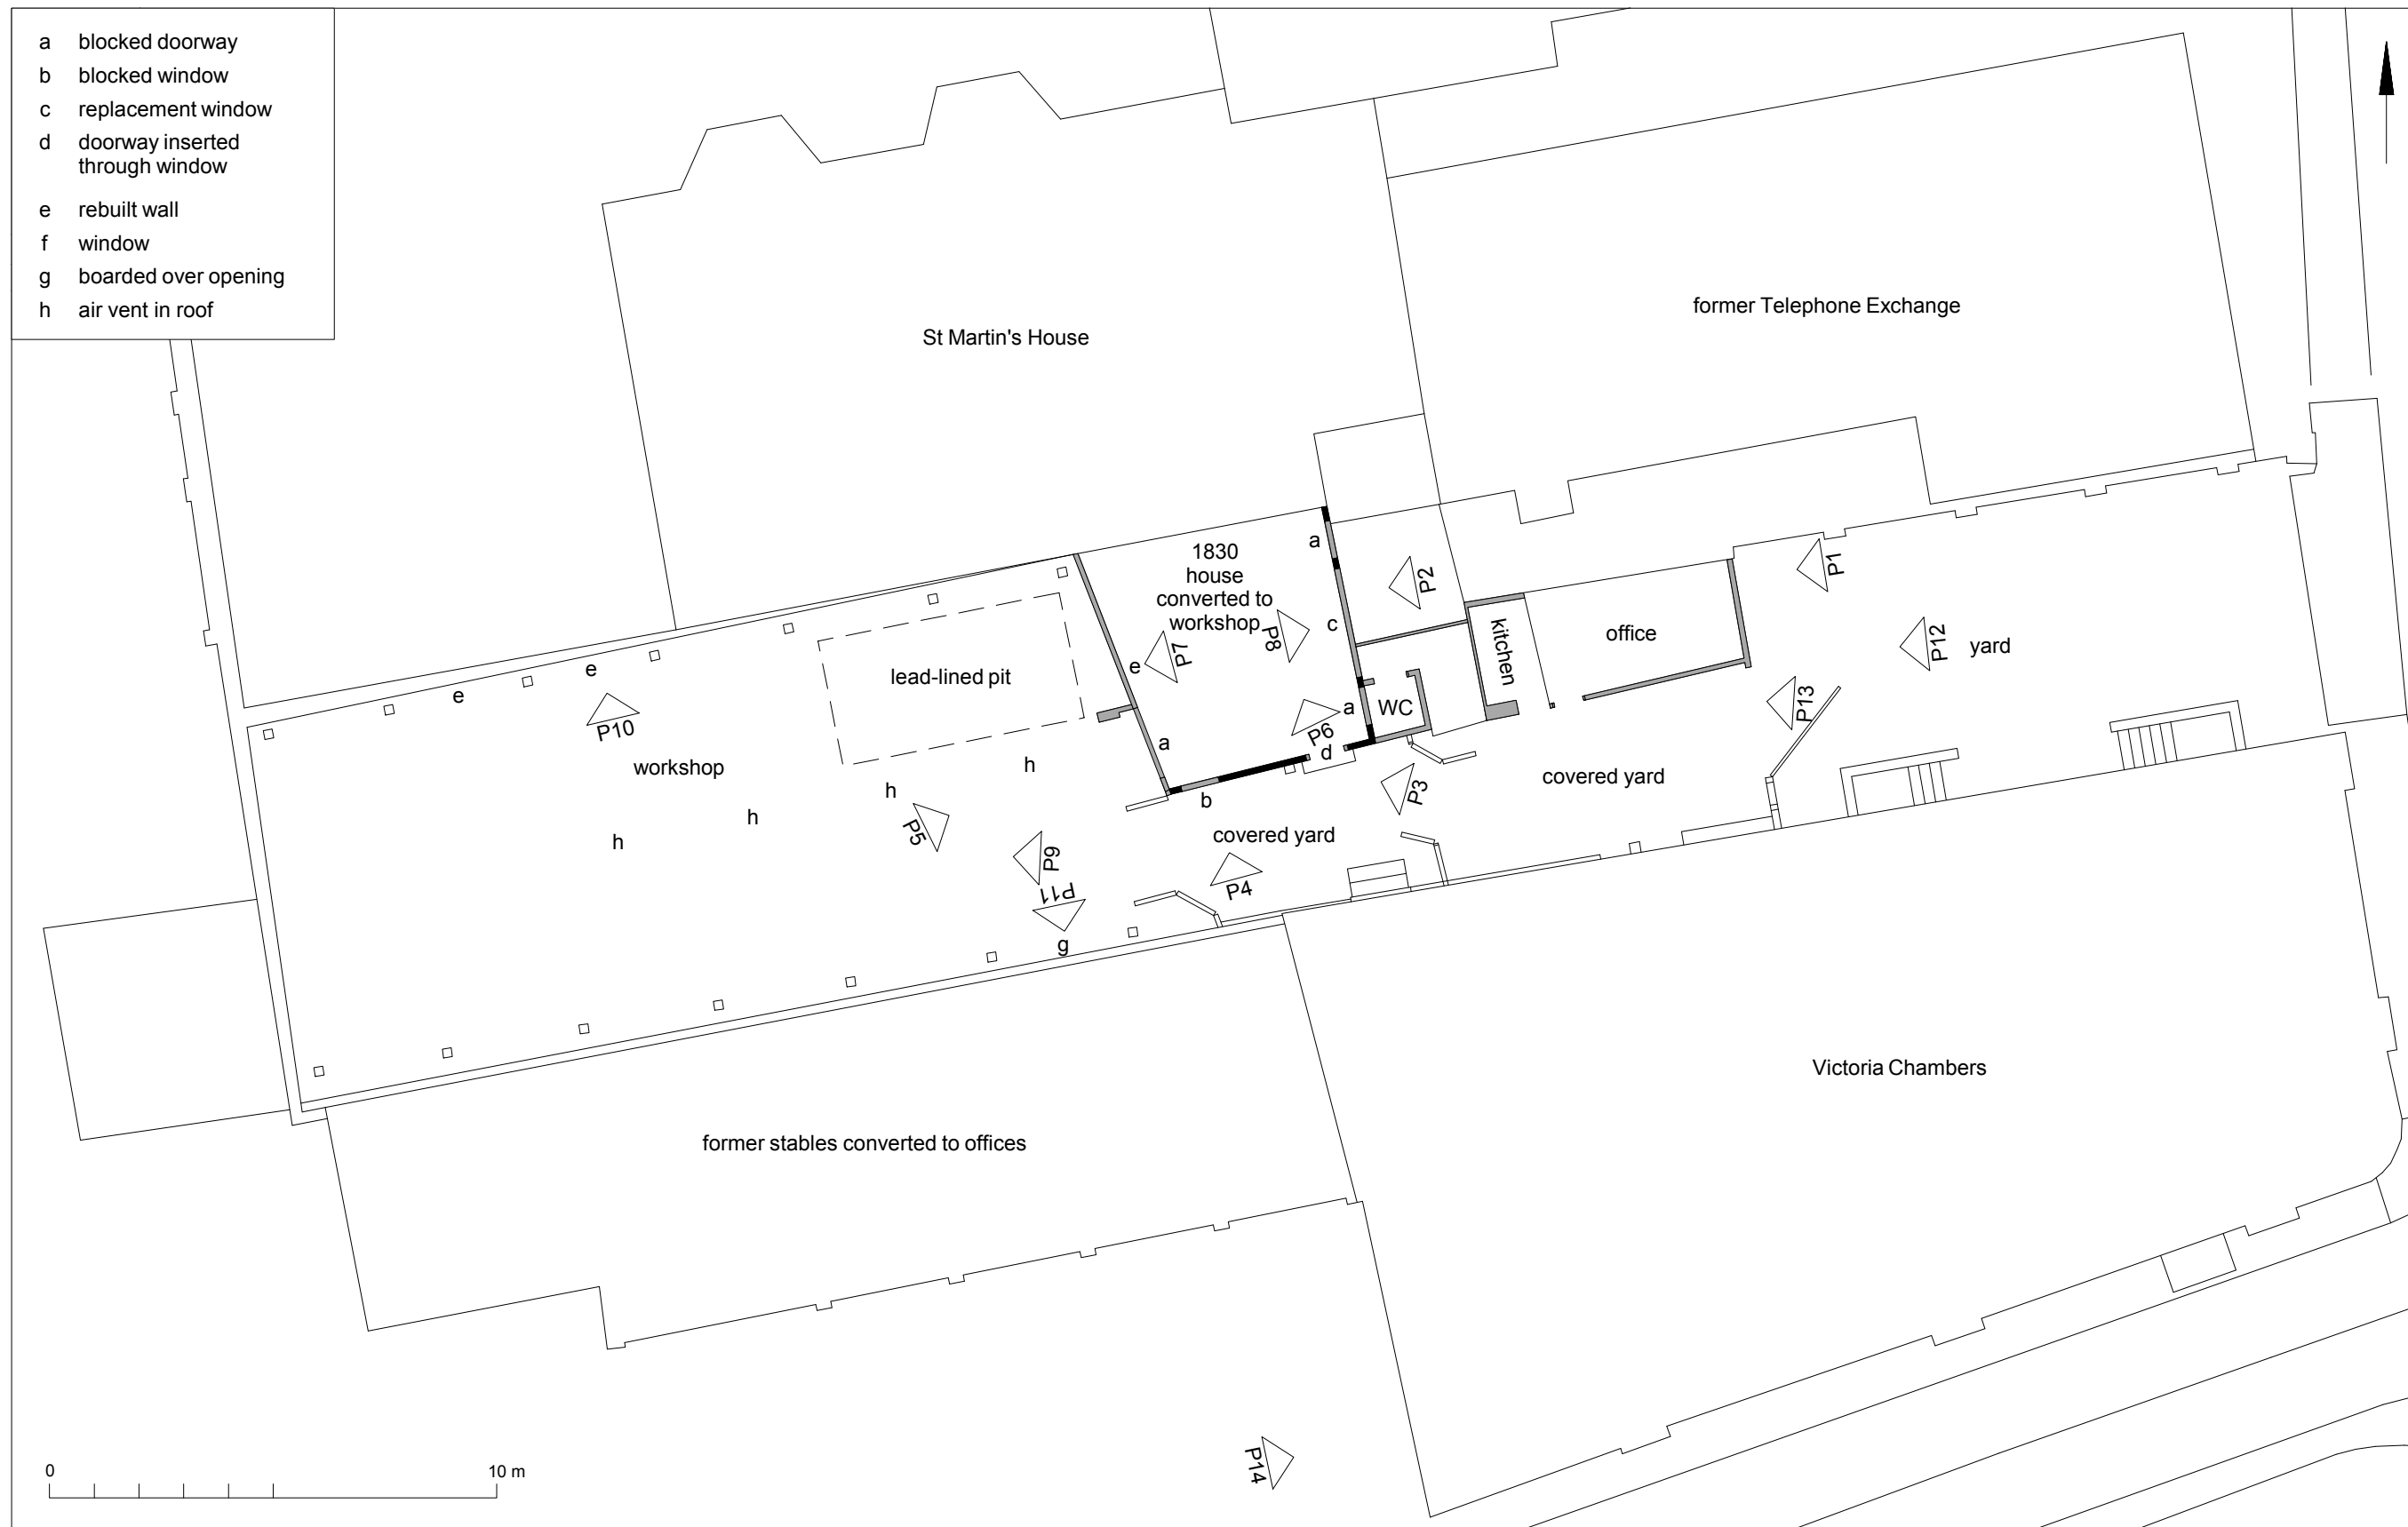 a blocked doorway
b blocked window
c replacement window
d doorway inserted
through window
e rebuilt wall
f window
g boarded over opening
h air vent in roof
former Telephone Exchange
St Martin's House
a
1830
house
converted to
workshop
P1
P2
c
P8
P7
e
kitchen
office
P12
yard
lead-lined pit
e
e
P10
workshop
a
WC
P13
P6
d
a
h
h
h
h
b
P3
covered yard
P5
covered yard
P9
P11
P4
g
Victoria Chambers
former stables converted to offices
P14
0
10 m